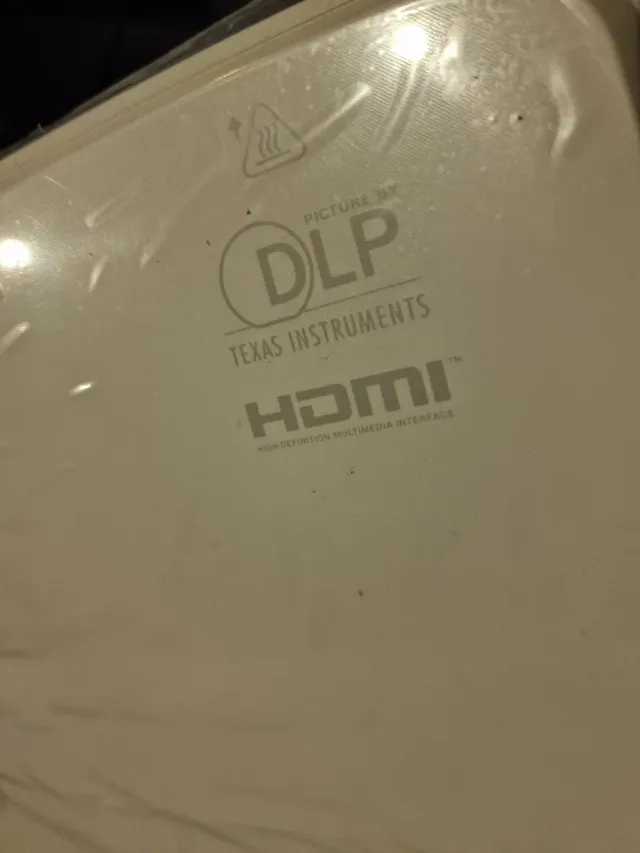 PICTURE BY
DLP
TEXAS INSTRUMENTS
HDMI™
HIGH-DEFINITION MULTIMEDIA INTERFACE